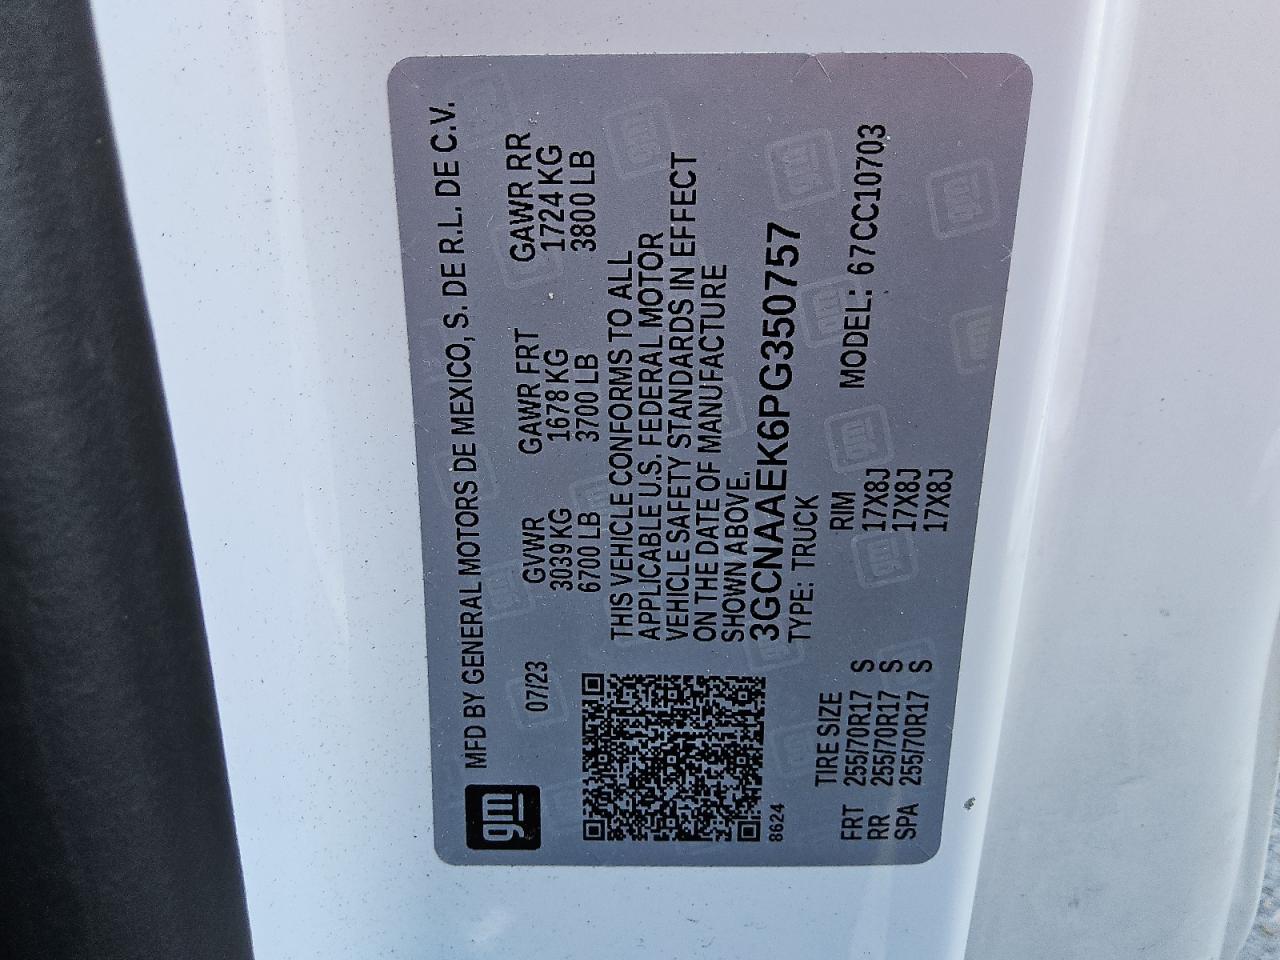 gm
MFD BY GENERAL MOTORS DE MEXICO, S. DE R.L. DE C.V.
07/23
GVWR GAWR FRT GAWR RR
3039 KG 1678 KG 1724 KG
6700 LB 3700 LB 3800 LB
THIS VEHICLE CONFORMS TO ALL
APPLICABLE U.S. FEDERAL MOTOR
VEHICLE SAFETY STANDARDS IN EFFECT
ON THE DATE OF MANUFACTURE
SHOWN ABOVE.
3GCNAAEK6PG350757
8624
TYPE: TRUCK
MODEL: 67CC10703
TIRE SIZE RIM
FRT 255/70R17 S 17X8J
RR 255/70R17 S 17X8J
SPA 255/70R17 S 17X8J